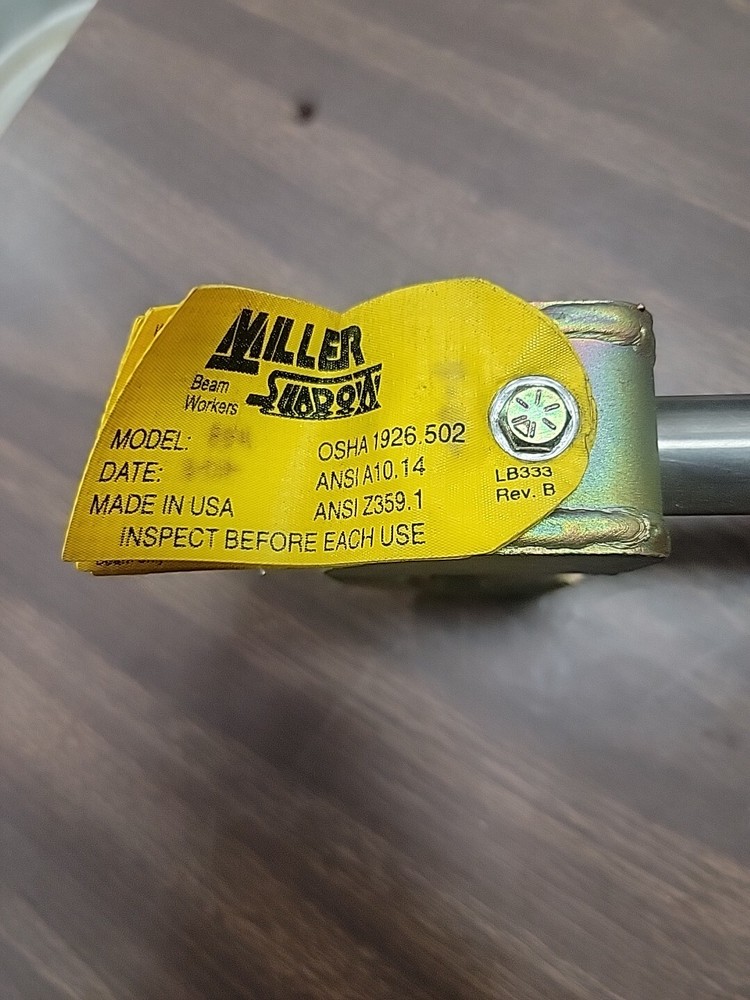 MILLER
Beam
Workers
SHADOW
MODEL:
OSHA 1926.502
DATE:
ANSI A10.14
MADE IN USA
ANSI Z359.1
INSPECT BEFORE EACH USE
LB333
Rev. B